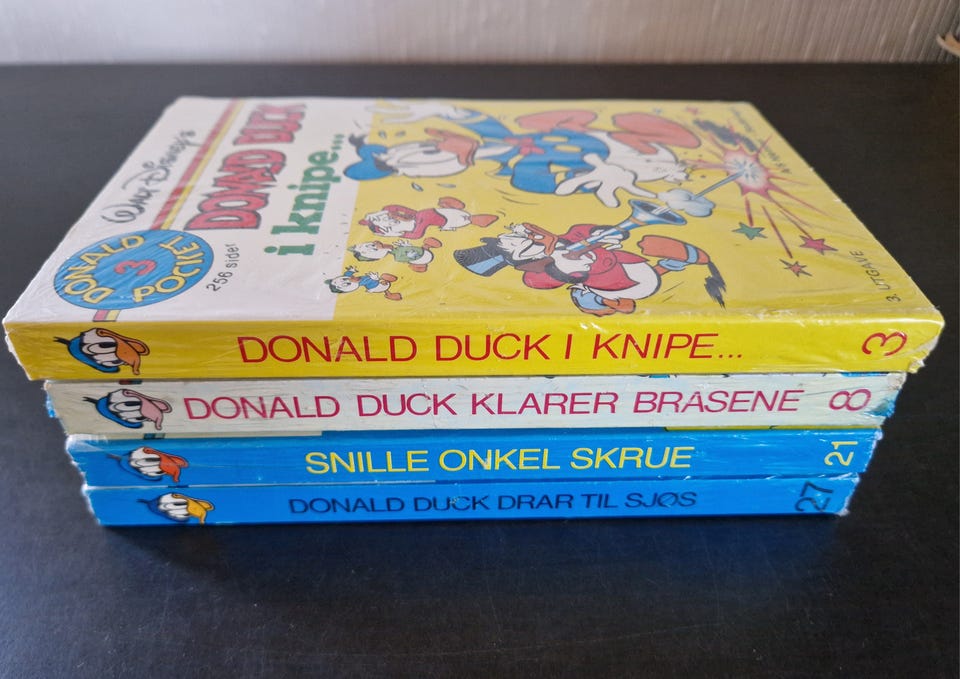 Walt Disney's
DONALD DUCK
i knipe...
DONALD
3
POCKET
256 sider
3. UTGAVE
DONALD DUCK I KNIPE... 3
DONALD DUCK KLARER BRASENE 8
SNILLE ONKEL SKRUE 21
DONALD DUCK DRAR TIL SJØS 27